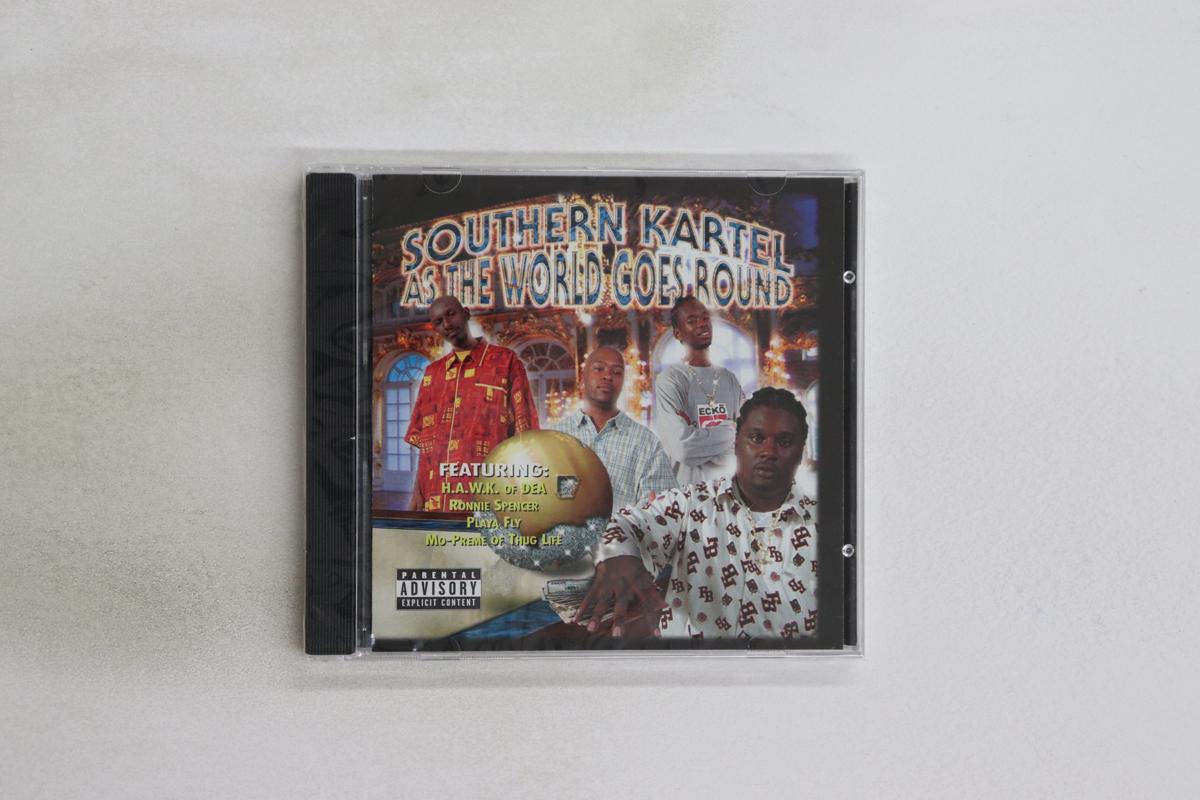 SOUTHERN KARTEL
AS THE WORLD GOES ROUND
ECKŌ
FEATURING:
H.A.W.K. OF DEA
RONNIE SPENCER
PLAYA FLY
MO-PREME OF THUG LIFE
PARENTAL
ADVISORY
EXPLICIT CONTENT